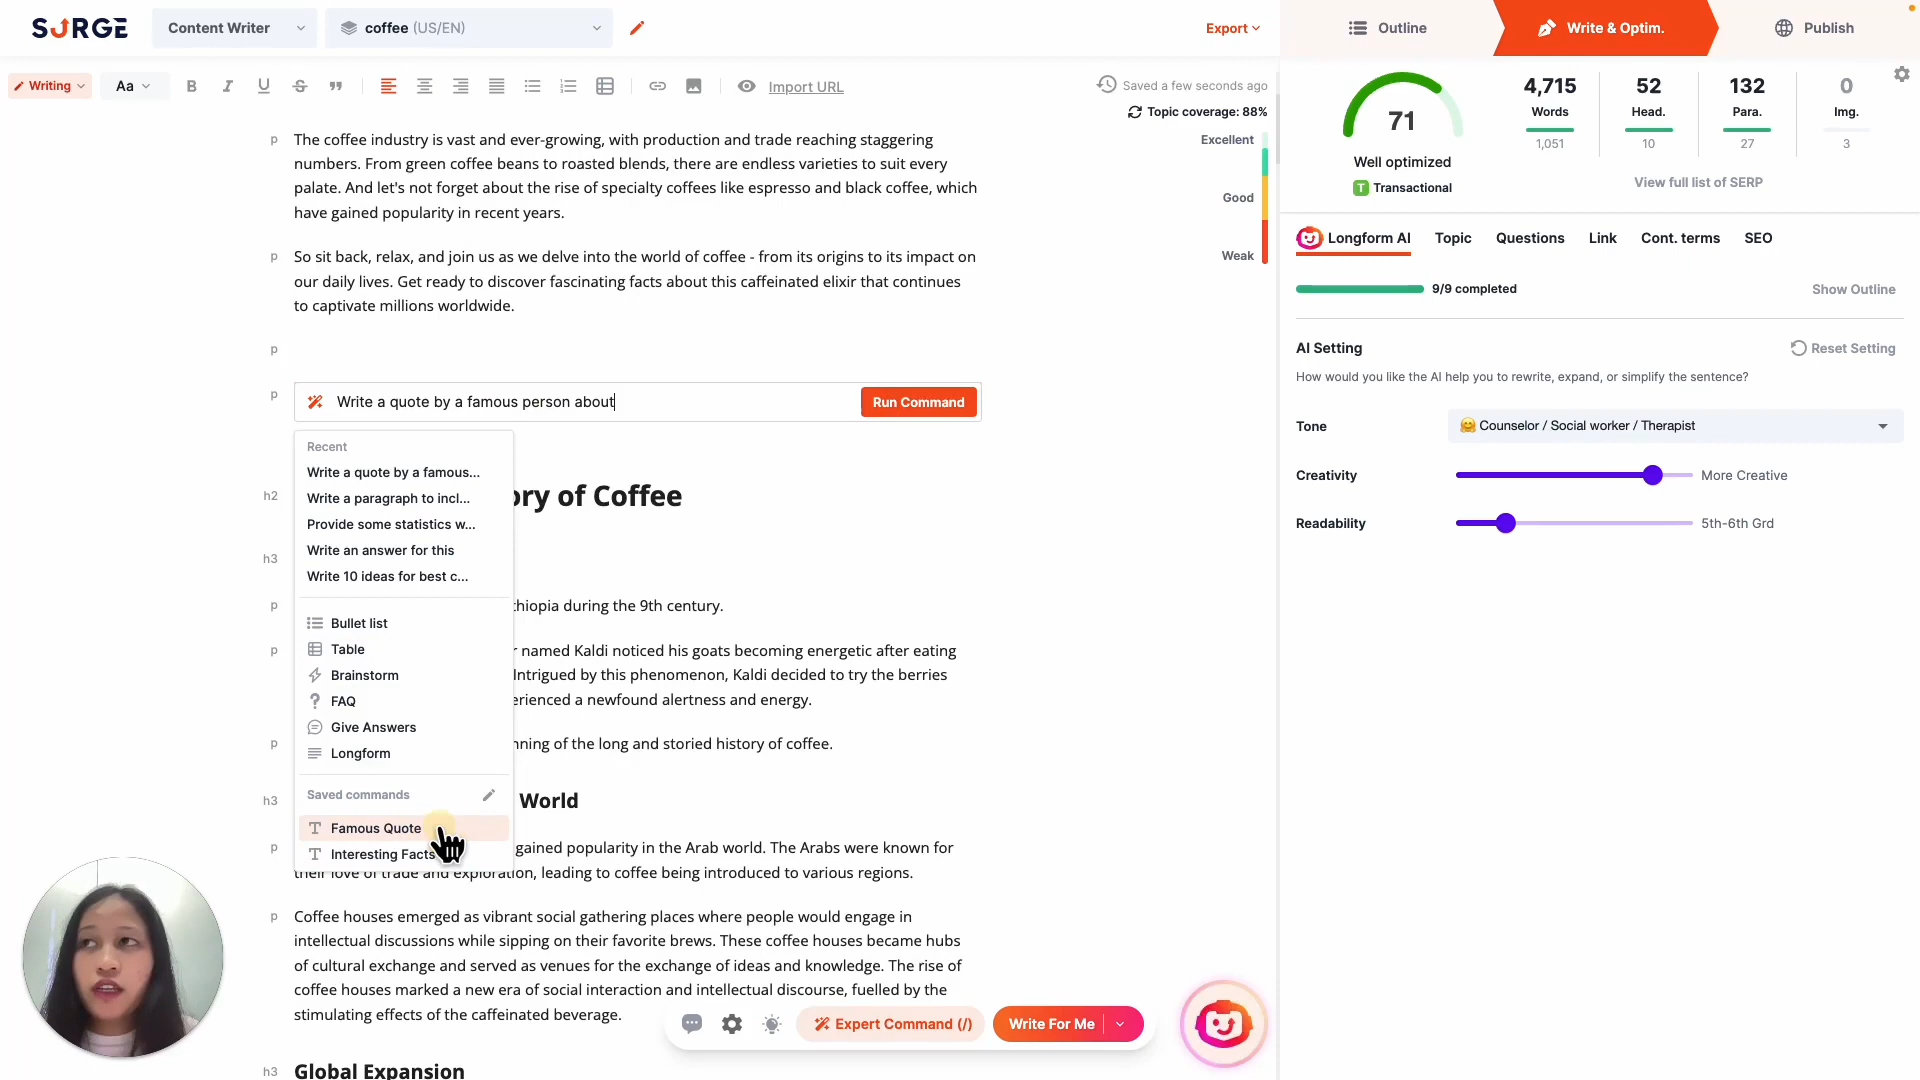 SURGE
Content Writer
coffee (US/EN)
Export
Outline
Write & Optim.
Publish
Writing
Aa
B
I
U
S
Import URL
Saved a few seconds ago
Topic coverage: 88%
Excellent
Good
Weak
p
The coffee industry is vast and ever-growing, with production and trade reaching staggering
numbers. From green coffee beans to roasted blends, there are endless varieties to suit every
palate. And let's not forget about the rise of specialty coffees like espresso and black coffee, which
have gained popularity in recent years.
p
So sit back, relax, and join us as we delve into the world of coffee - from its origins to its impact on
our daily lives. Get ready to discover fascinating facts about this caffeinated elixir that continues
to captivate millions worldwide.
p
p
Write a quote by a famous person about
Run Command
Recent
Write a quote by a famous...
Write a paragraph to incl...
Provide some statistics w...
Write an answer for this
Write 10 ideas for best c...
Bullet list
Table
Brainstorm
FAQ
Give Answers
Longform
Saved commands
Famous Quote
Interesting Facts
h2
ory of Coffee
h3
p
thiopia during the 9th century.
p
r named Kaldi noticed his goats becoming energetic after eating
Intrigued by this phenomenon, Kaldi decided to try the berries
erienced a newfound alertness and energy.
p
nning of the long and storied history of coffee.
h3
World
p
gained popularity in the Arab world. The Arabs were known for
their love of trade and exploration, leading to coffee being introduced to various regions.
p
Coffee houses emerged as vibrant social gathering places where people would engage in
intellectual discussions while sipping on their favorite brews. These coffee houses became hubs
of cultural exchange and served as venues for the exchange of ideas and knowledge. The rise of
coffee houses marked a new era of social interaction and intellectual discourse, fuelled by the
stimulating effects of the caffeinated beverage.
h3
Global Expansion
Expert Command (/)
Write For Me
71
Well optimized
T Transactional
4,715
Words
1,051
52
Head.
10
132
Para.
27
0
Img.
3
View full list of SERP
Longform AI
Topic
Questions
Link
Cont. terms
SEO
9/9 completed
Show Outline
AI Setting
Reset Setting
How would you like the AI help you to rewrite, expand, or simplify the sentence?
Tone
Counselor / Social worker / Therapist
Creativity
More Creative
Readability
5th-6th Grd